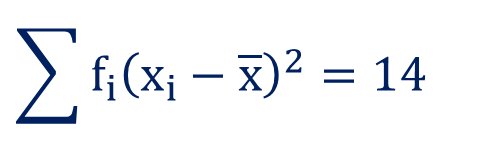 ∑ fᵢ(xᵢ − x̅)² = 14